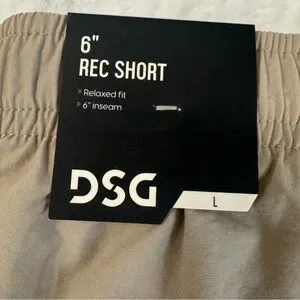 6"
REC SHORT
» Relaxed fit
» 6" inseam
DSG
L